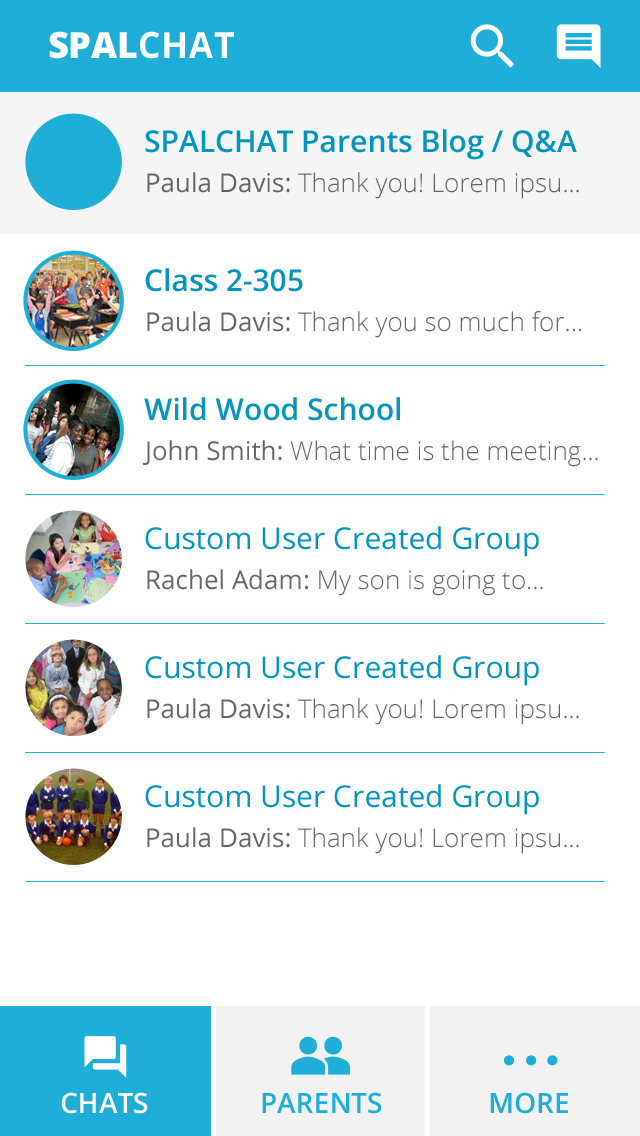 SPALCHAT
SPALCHAT Parents Blog / Q&A
Paula Davis: Thank you! Lorem ipsu...
Class 2-305
Paula Davis: Thank you so much for...
Wild Wood School
John Smith: What time is the meeting...
Custom User Created Group
Rachel Adam: My son is going to...
Custom User Created Group
Paula Davis: Thank you! Lorem ipsu...
Custom User Created Group
Paula Davis: Thank you! Lorem ipsu...
CHATS
PARENTS
MORE